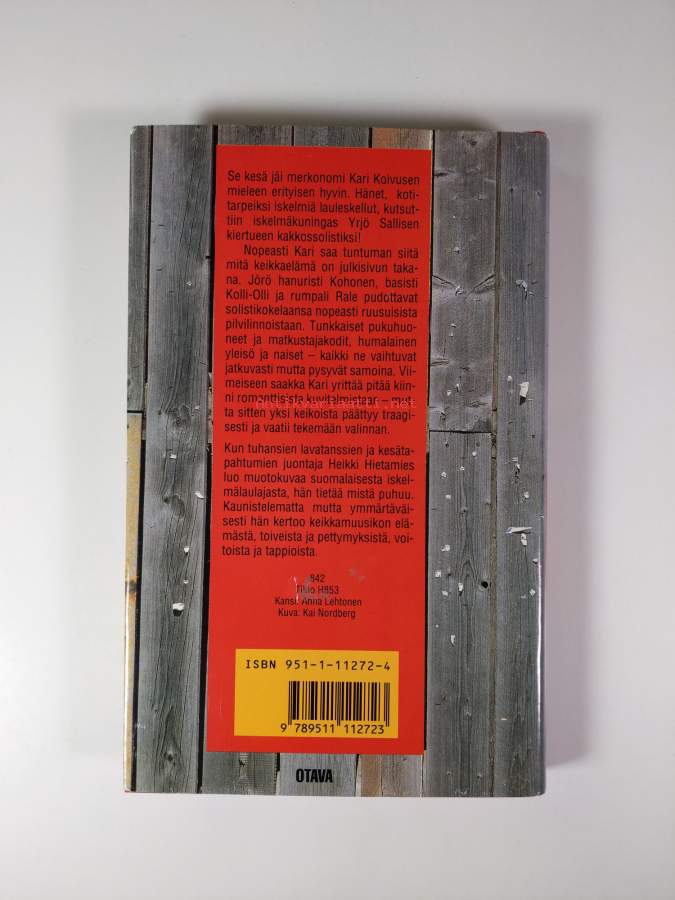 Se kesä jäi merkonomi Kari Koivusen
mieleen erityisen hyvin. Hänet, koti-
tarpeiksi iskelmiä lauleskellut, kutsut-
tiin iskelmäkuningas Yrjö Sallisen
kiertueen kakkossolistiksi!
Nopeasti Kari saa tuntuman siitä
mitä keikkaelämä on julkisivun taka-
na. Jörö hanuristi Kohonen, basisti
Kolli-Olli ja rumpali Rale pudottavat
solistikokelaansa nopeasti ruusuisista
pilvilinnoistaan. Tunkkaiset pukuhuo-
neet ja matkustajakodit, humalainen
yleisö ja naiset – kaikki ne vaihtuvat
jatkuvasti mutta pysyvät samoina. Vii-
meiseen saakka Kari yrittää pitää kiin-
ni romanttisista kuvitelmistaan – mut-
ta sitten yksi keikoista päättyy traagi-
sesti ja vaatii tekemään valinnan.
Kun tuhansien lavatanssien ja kesäta-
pahtumien juontaja Heikki Hietamies
luo muotokuvaa suomalaisesta iskel-
mälaulajasta, hän tietää mistä puhuu.
Kaunistelematta mutta ymmärtäväi-
sesti hän kertoo keikkamuusikon elä-
mästä, toiveista ja pettymyksistä, voi-
toista ja tappioista.
842
H853
Kansi: Anna Lehtonen
Kuva: Kai Nordberg
ISBN 951-1-11272-4
9 789511 112723
OTAVA